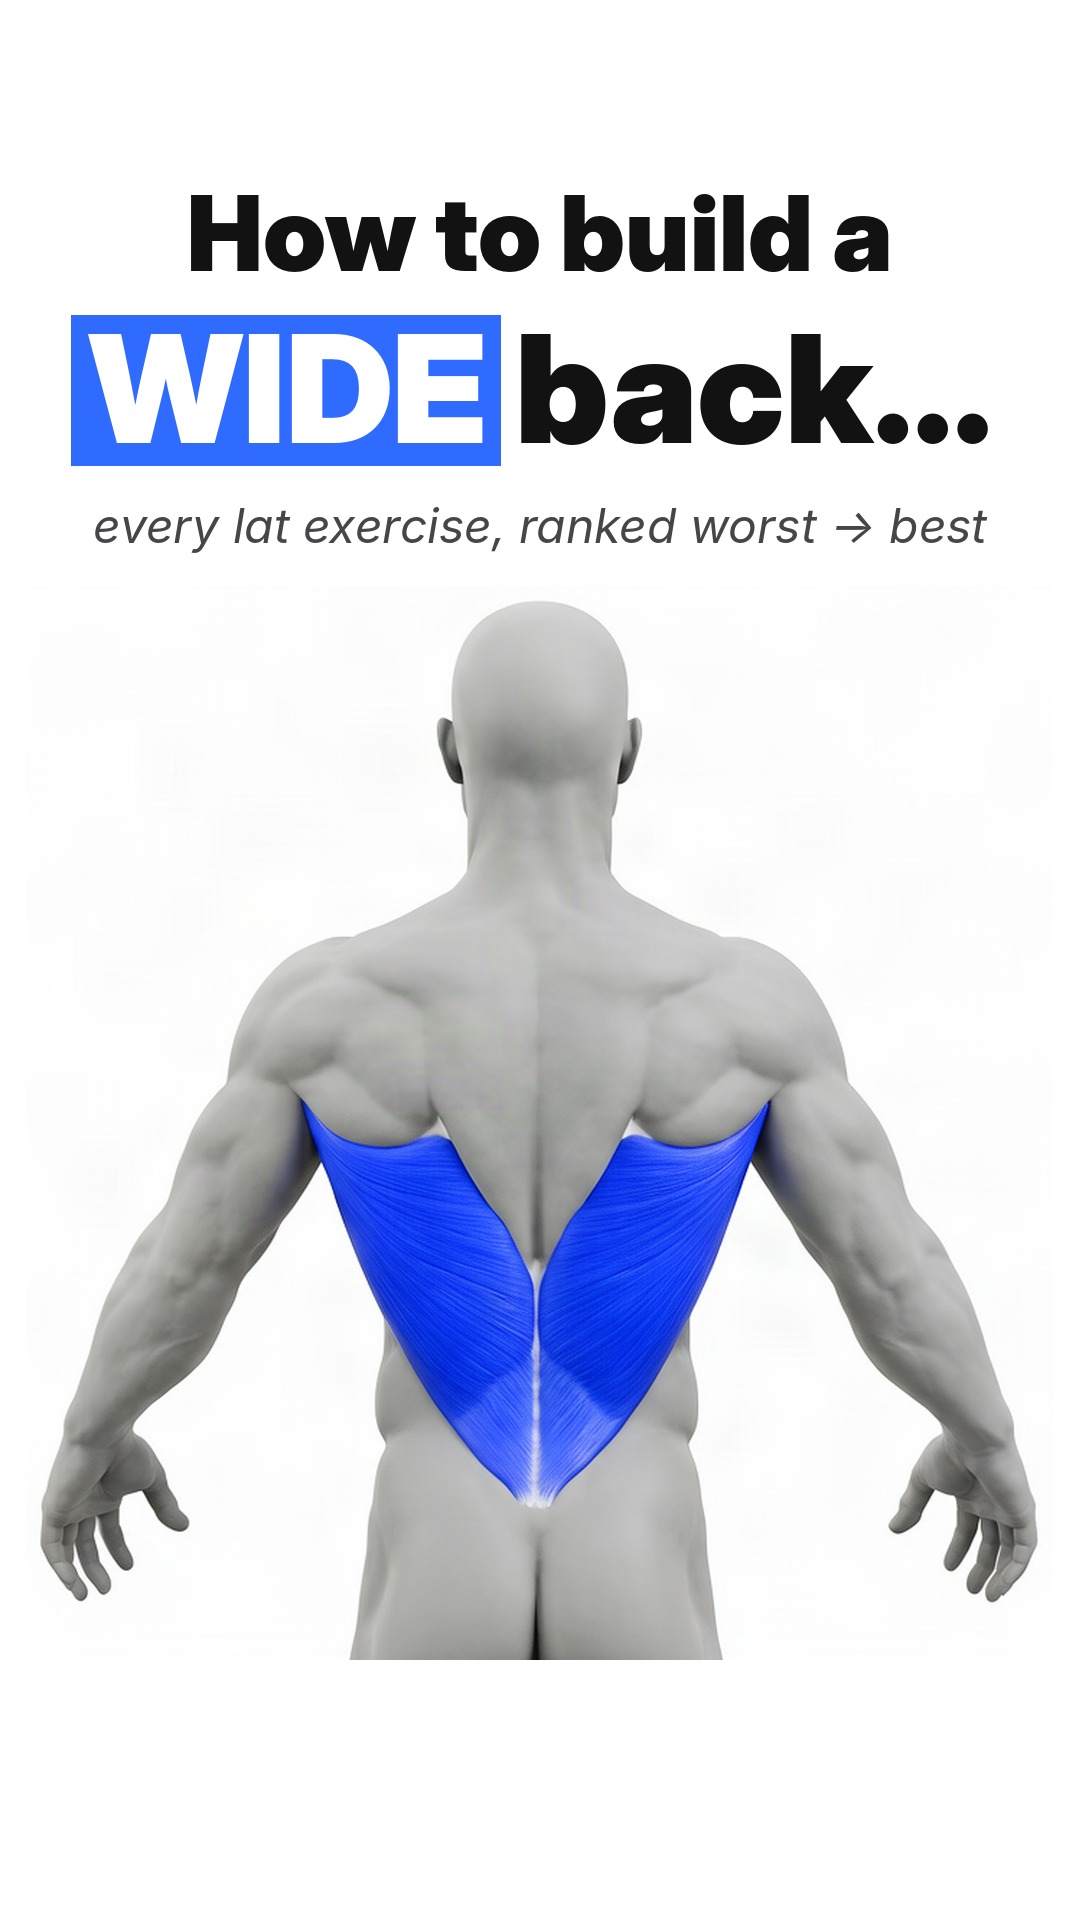 How to build a
WIDE back...
every lat exercise, ranked worst → best